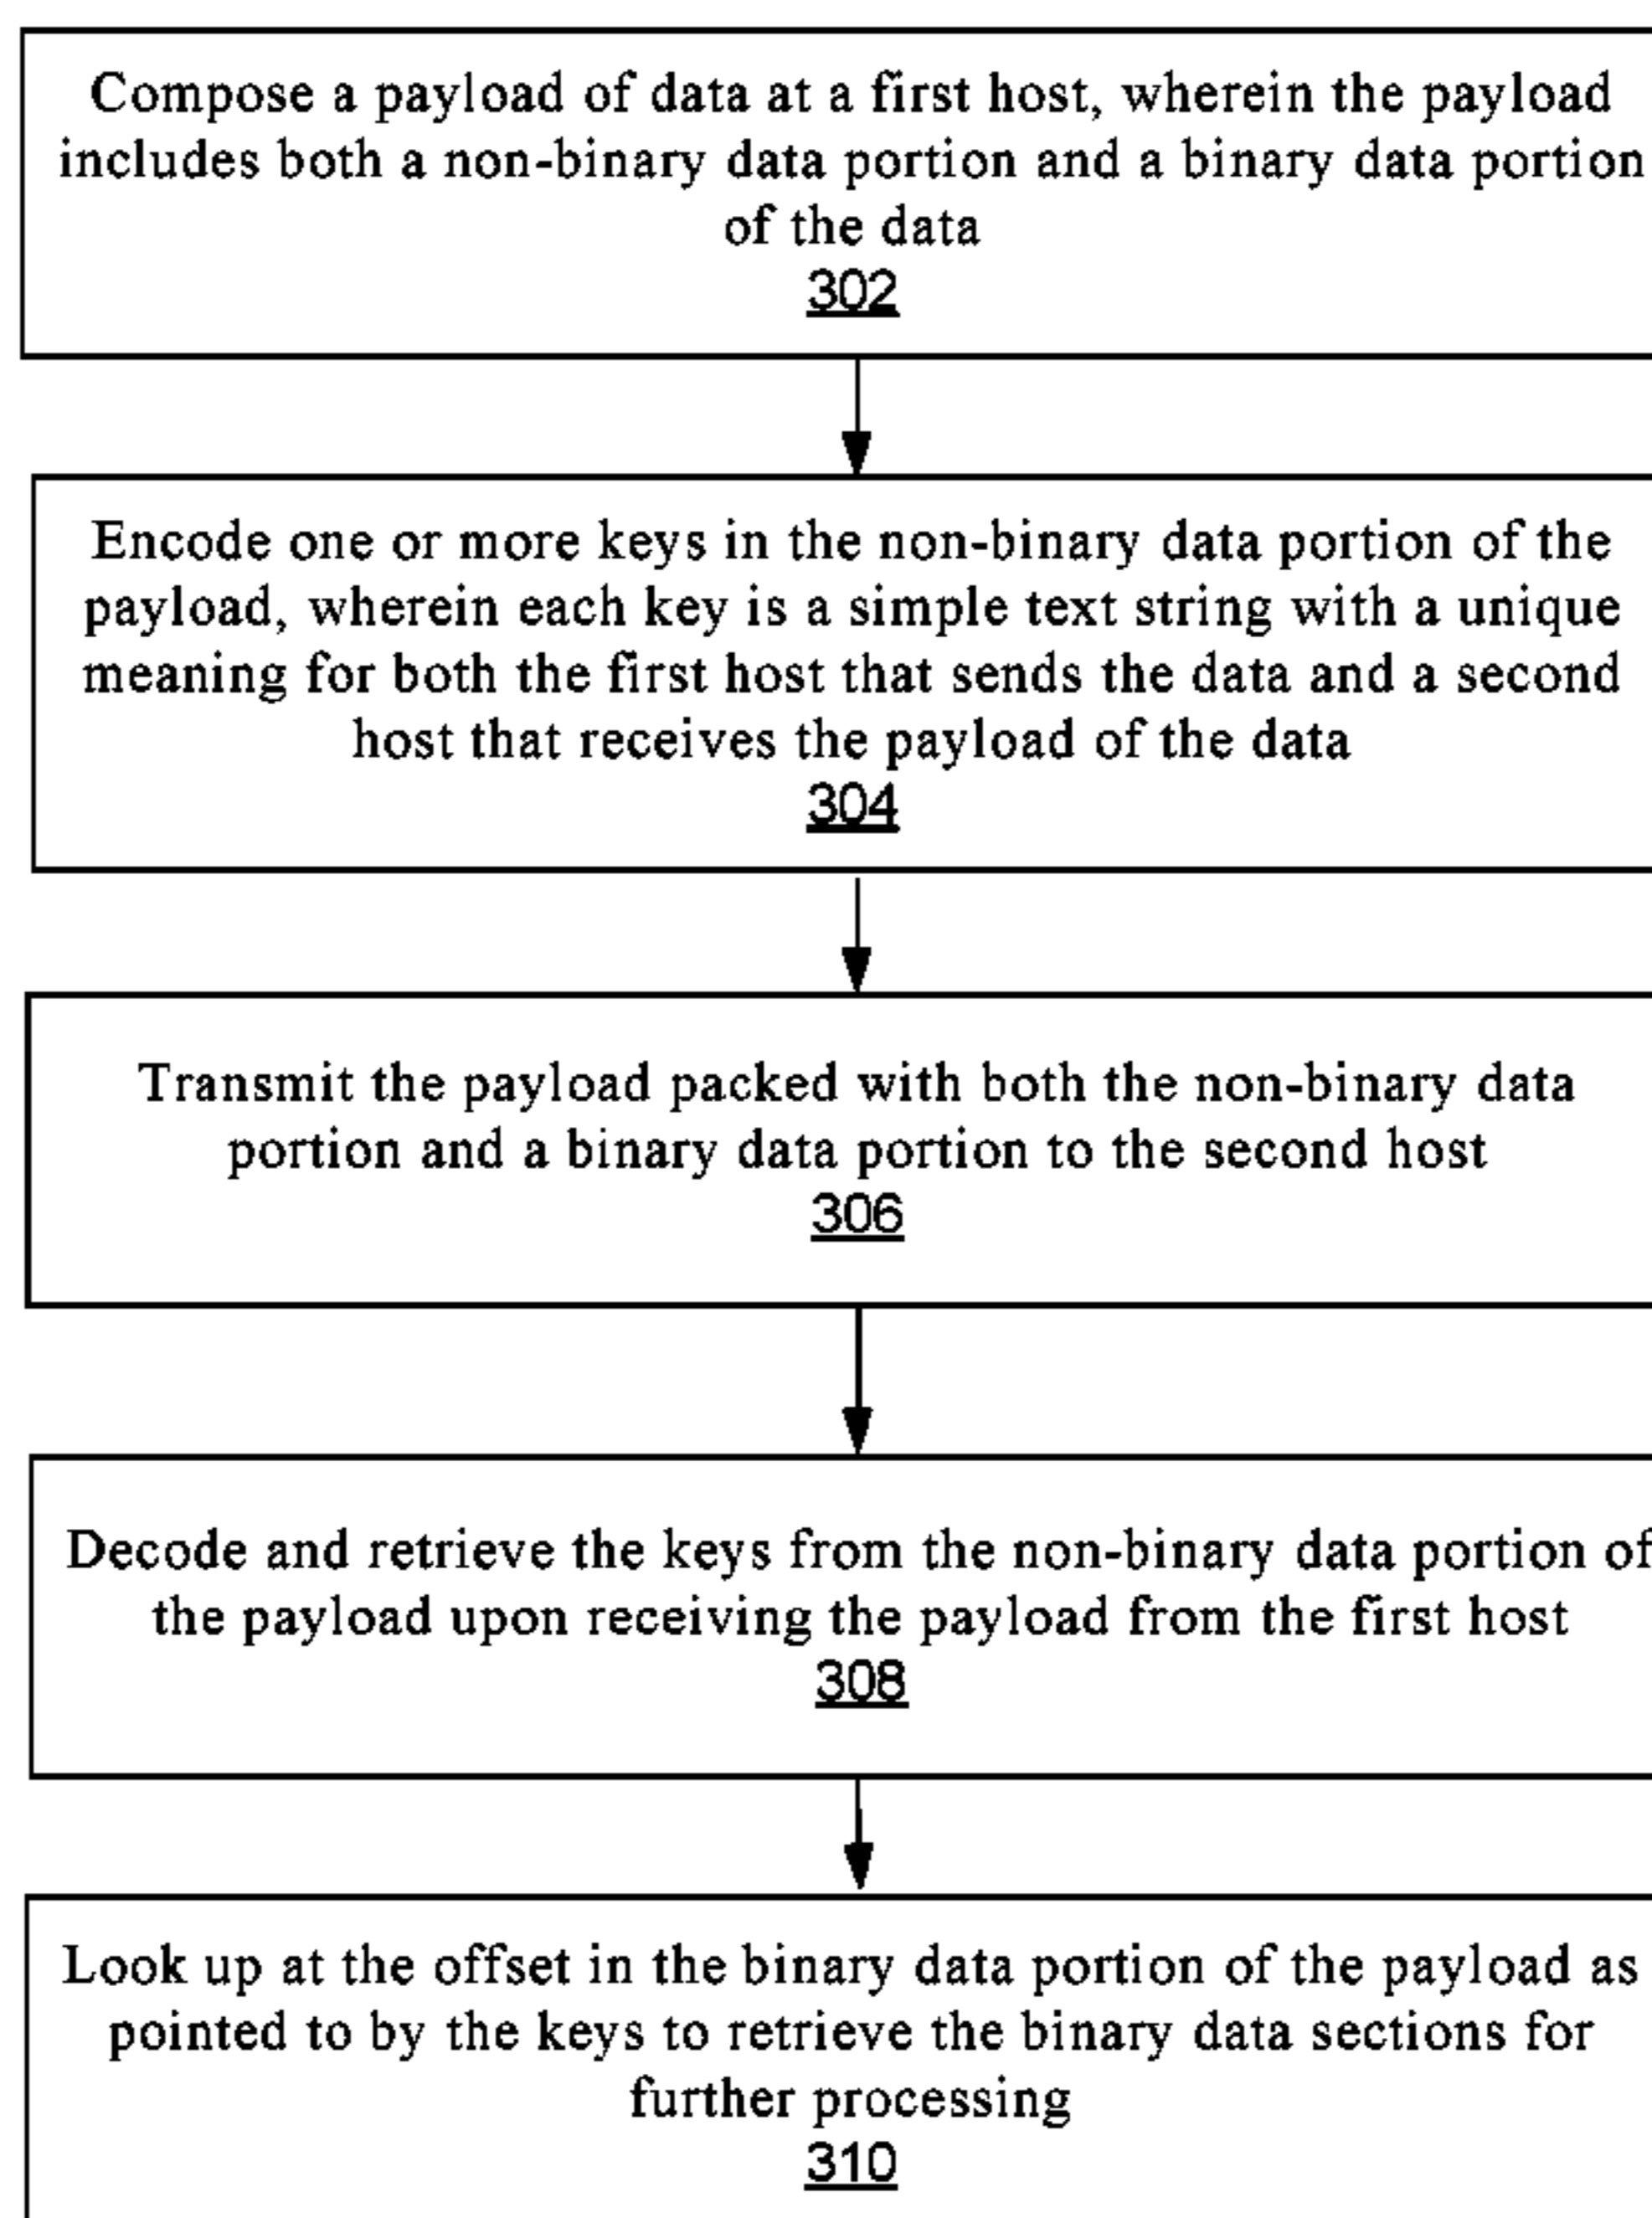 Compose a payload of data at a first host, wherein the payload
includes both a non-binary data portion and a binary data portion
of the data
302
Encode one or more keys in the non-binary data portion of the
payload, wherein each key is a simple text string with a unique
meaning for both the first host that sends the data and a second
host that receives the payload of the data
304
Transmit the payload packed with both the non-binary data
portion and a binary data portion to the second host
306
Decode and retrieve the keys from the non-binary data portion of
the payload upon receiving the payload from the first host
308
Look up at the offset in the binary data portion of the payload as
pointed to by the keys to retrieve the binary data sections for
further processing
310